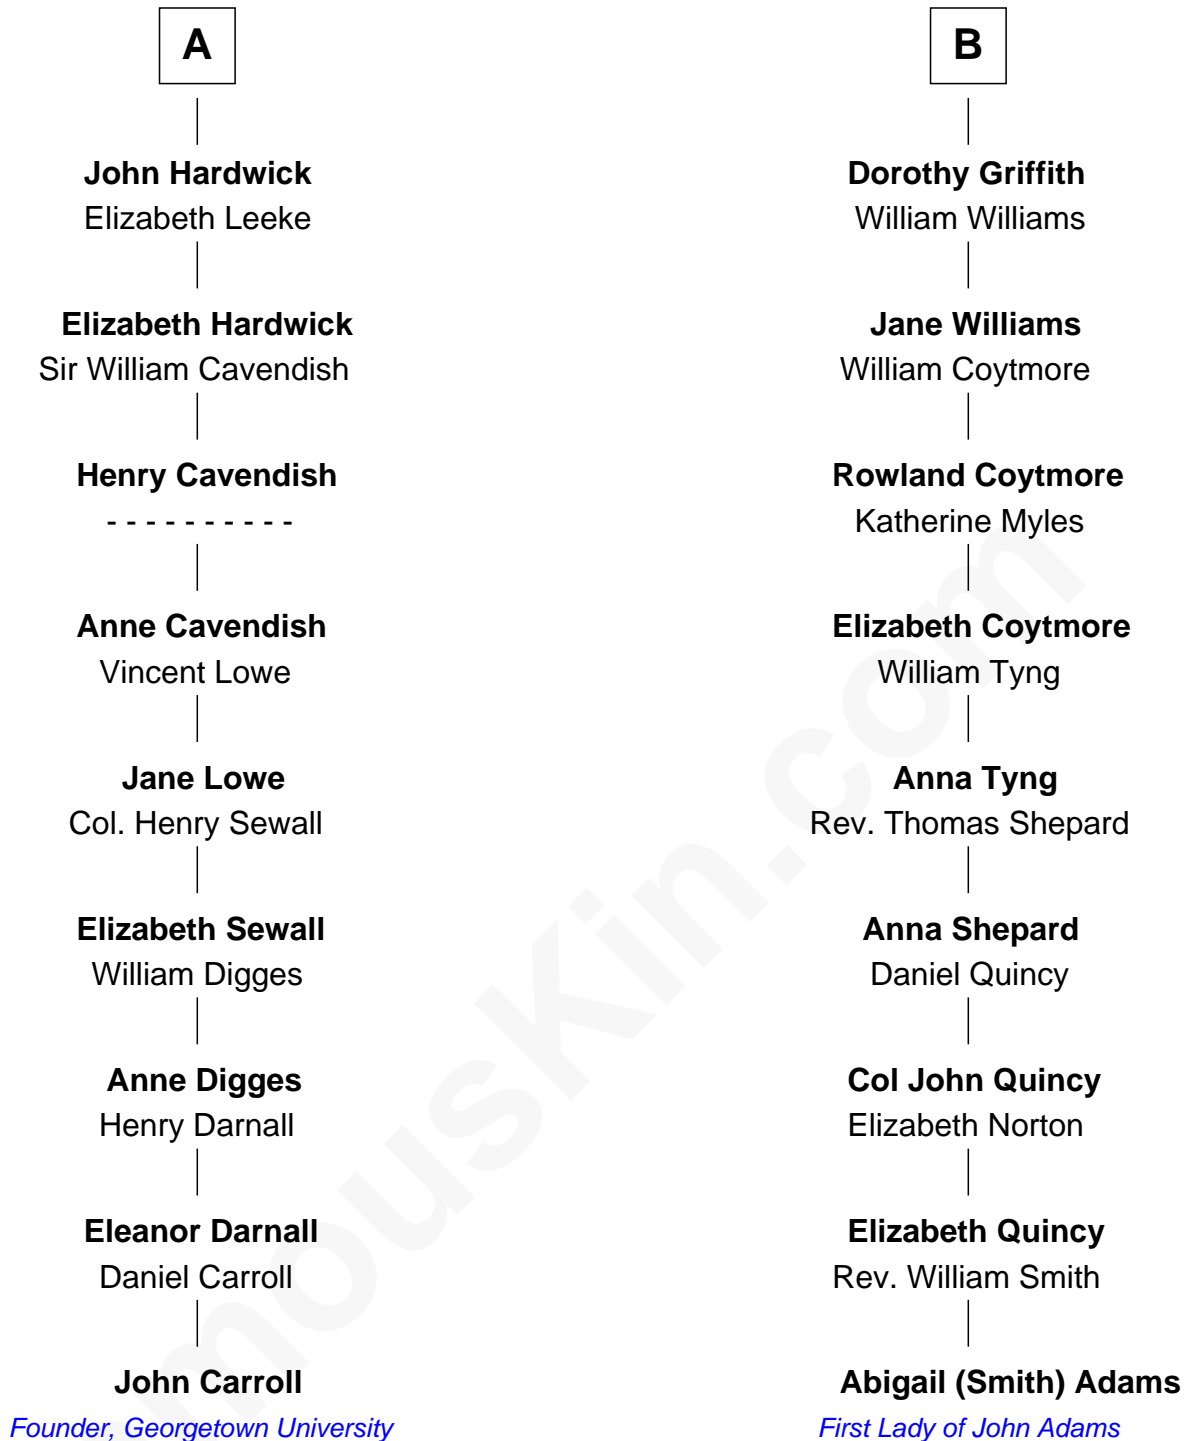 A
John Hardwick
Elizabeth Leeke
Elizabeth Hardwick
Sir William Cavendish
Henry Cavendish
- - - - - - - - - -
Anne Cavendish
Vincent Lowe
Jane Lowe
Col. Henry Sewall
Elizabeth Sewall
William Digges
Anne Digges
Henry Darnall
Eleanor Darnall
Daniel Carroll
John Carroll
Founder, Georgetown University
B
Dorothy Griffith
William Williams
Jane Williams
William Coytmore
Rowland Coytmore
Katherine Myles
Elizabeth Coytmore
William Tyng
Anna Tyng
Rev. Thomas Shepard
Anna Shepard
Daniel Quincy
Col John Quincy
Elizabeth Norton
Elizabeth Quincy
Rev. William Smith
Abigail (Smith) Adams
First Lady of John Adams
mousKin.com